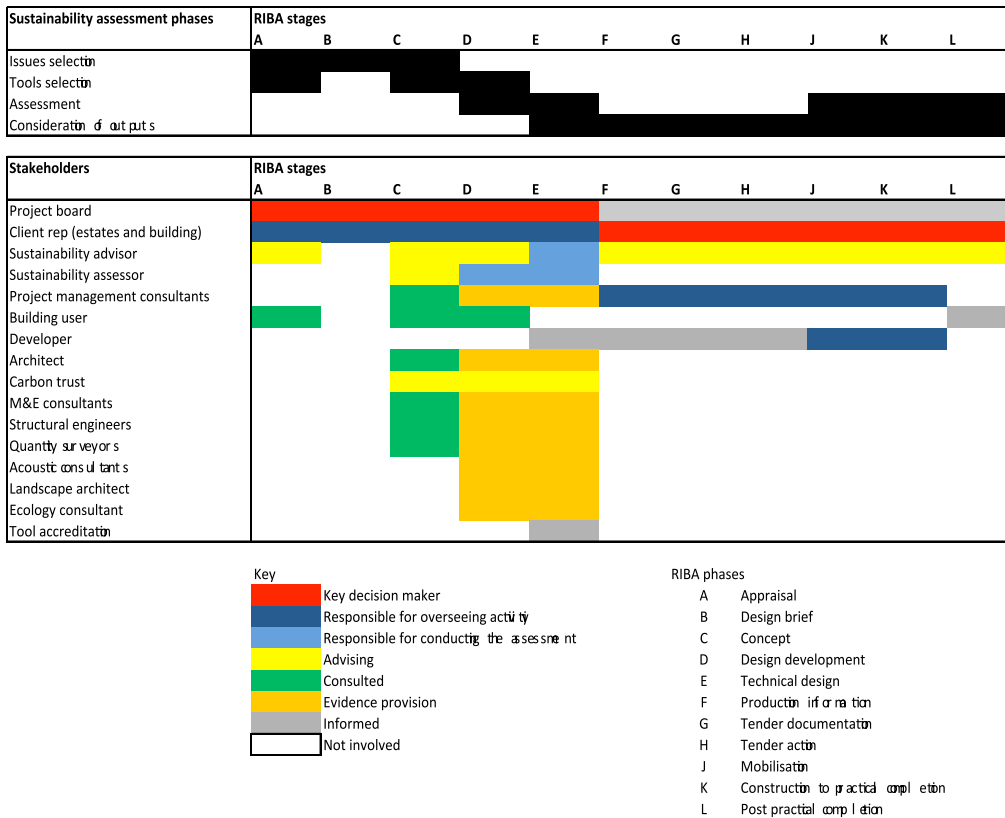 Sustainability assessment phases RIBA stages
A B C D E F G H J K L
Issues selection
Tools selection
Assessment
Consideration of outputs
Stakeholders RIBA stages
A B C D E F G H J K L
Project board
Client rep (estates and building)
Sustainability advisor
Sustainability assessor
Project management consultants
Building user
Developer
Architect
Carbon trust
M&E consultants
Structural engineers
Quantity surveyors
Acoustic consultants
Landscape architect
Ecology consultant
Tool accreditation
Key
Key decision maker
Responsible for overseeing activity
Responsible for conducting the assessment
Advising
Consulted
Evidence provision
Informed
Not involved
RIBA phases
A Appraisal
B Design brief
C Concept
D Design development
E Technical design
F Production information
G Tender documentation
H Tender action
J Mobilisation
K Construction to practical completion
L Post practical completion